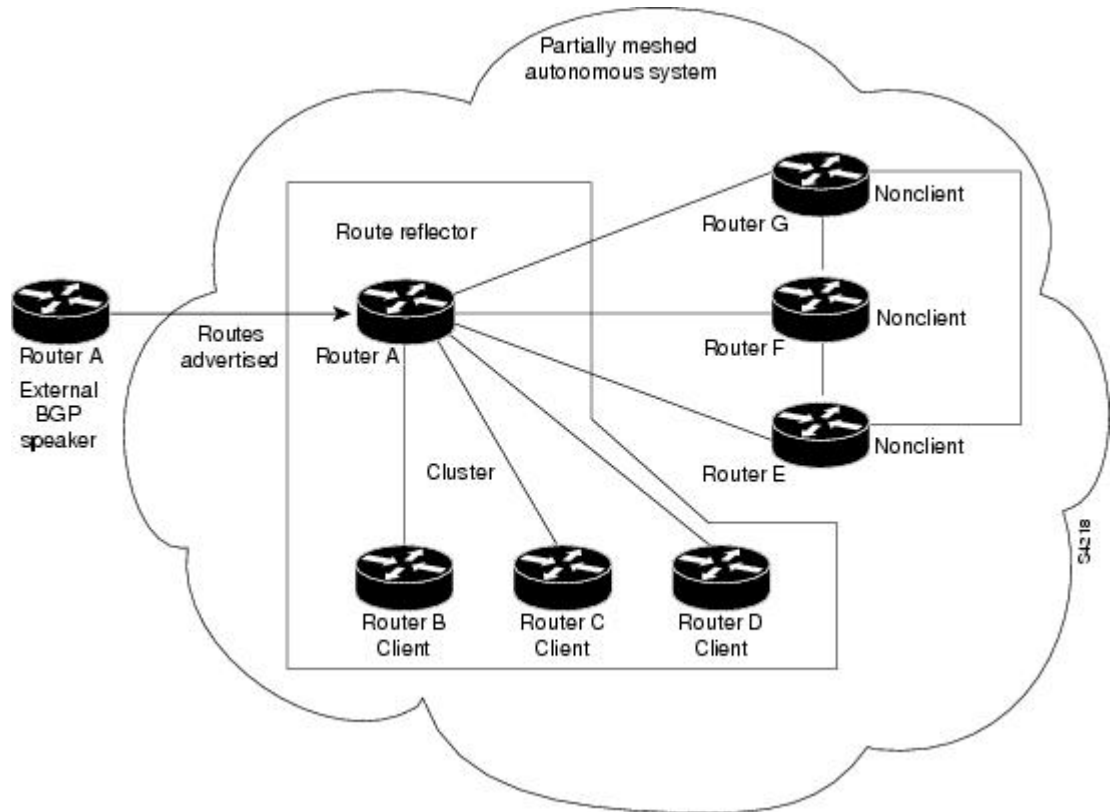 Partially meshed
autonomous system
Nonclient
Router G
Route reflector
Nonclient
Router A
External
BGP
speaker
Routes
advertised
Router A
Router F
Nonclient
Router E
Cluster
S4218
Router B
Client
Router C
Client
Router D
Client